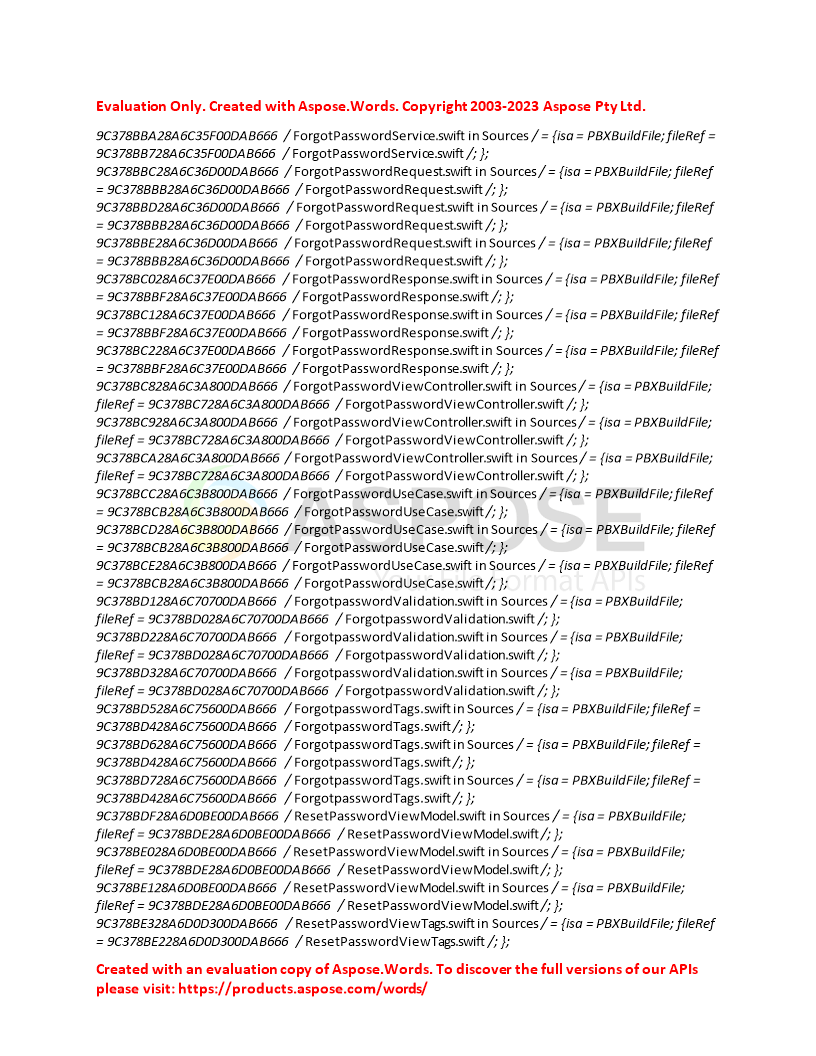 Evaluation Only. Created with Aspose.Words. Copyright 2003-2023 Aspose Pty Ltd.
9C378BBA28A6C35F00DAB666 / ForgotPasswordService.swift in Sources / = {isa = PBXBuildFile; fileRef =
9C378BB728A6C35F00DAB666 / ForgotPasswordService.swift /; };
9C378BBC28A6C36D00DAB666 / ForgotPasswordRequest.swift in Sources / = {isa = PBXBuildFile; fileRef
= 9C378BBB28A6C36D00DAB666 / ForgotPasswordRequest.swift /; };
9C378BBD28A6C36D00DAB666 / ForgotPasswordRequest.swift in Sources / = {isa = PBXBuildFile; fileRef
= 9C378BBB28A6C36D00DAB666 / ForgotPasswordRequest.swift /; };
9C378BBE28A6C36D00DAB666 / ForgotPasswordRequest.swift in Sources / = {isa = PBXBuildFile; fileRef
= 9C378BBB28A6C36D00DAB666 / ForgotPasswordRequest.swift /; };
9C378BC028A6C37E00DAB666 / ForgotPasswordResponse.swift in Sources / = {isa = PBXBuildFile; fileRef
= 9C378BBF28A6C37E00DAB666 / ForgotPasswordResponse.swift /; };
9C378BC128A6C37E00DAB666 / ForgotPasswordResponse.swift in Sources / = {isa = PBXBuildFile; fileRef
= 9C378BBF28A6C37E00DAB666 / ForgotPasswordResponse.swift /; };
9C378BC228A6C37E00DAB666 / ForgotPasswordResponse.swift in Sources / = {isa = PBXBuildFile; fileRef
= 9C378BBF28A6C37E00DAB666 / ForgotPasswordResponse.swift /; };
9C378BC828A6C3A800DAB666 / ForgotPasswordViewController.swift in Sources / = {isa = PBXBuildFile;
fileRef = 9C378BC728A6C3A800DAB666 / ForgotPasswordViewController.swift /; };
9C378BC928A6C3A800DAB666 / ForgotPasswordViewController.swift in Sources / = {isa = PBXBuildFile;
fileRef = 9C378BC728A6C3A800DAB666 / ForgotPasswordViewController.swift /; };
9C378BCA28A6C3A800DAB666 / ForgotPasswordViewController.swift in Sources / = {isa = PBXBuildFile;
fileRef = 9C378BC728A6C3A800DAB666 / ForgotPasswordViewController.swift /; };
9C378BCC28A6C3B800DAB666 / ForgotPasswordUseCase.swift in Sources / = {isa = PBXBuildFile; fileRef
= 9C378BCB28A6C3B800DAB666 / ForgotPasswordUseCase.swift /; };
9C378BCD28A6C3B800DAB666 / ForgotPasswordUseCase.swift in Sources / = {isa = PBXBuildFile; fileRef
= 9C378BCB28A6C3B800DAB666 / ForgotPasswordUseCase.swift /; };
9C378BCE28A6C3B800DAB666 / ForgotPasswordUseCase.swift in Sources / = {isa = PBXBuildFile; fileRef
= 9C378BCB28A6C3B800DAB666 / ForgotPasswordUseCase.swift /; };
9C378BD128A6C70700DAB666 / ForgotpasswordValidation.swift in Sources / = {isa = PBXBuildFile;
fileRef = 9C378BD028A6C70700DAB666 / ForgotpasswordValidation.swift /; };
9C378BD228A6C70700DAB666 / ForgotpasswordValidation.swift in Sources / = {isa = PBXBuildFile;
fileRef = 9C378BD028A6C70700DAB666 / ForgotpasswordValidation.swift /; };
9C378BD328A6C70700DAB666 / ForgotpasswordValidation.swift in Sources / = {isa = PBXBuildFile;
fileRef = 9C378BD028A6C70700DAB666 / ForgotpasswordValidation.swift /; };
9C378BD528A6C75600DAB666 / ForgotpasswordTags.swift in Sources / = {isa = PBXBuildFile; fileRef =
9C378BD428A6C75600DAB666 / ForgotpasswordTags.swift /; };
9C378BD628A6C75600DAB666 / ForgotpasswordTags.swift in Sources / = {isa = PBXBuildFile; fileRef =
9C378BD428A6C75600DAB666 / ForgotpasswordTags.swift /; };
9C378BD728A6C75600DAB666 / ForgotpasswordTags.swift in Sources / = {isa = PBXBuildFile; fileRef =
9C378BD428A6C75600DAB666 / ForgotpasswordTags.swift /; };
9C378BDF28A6D0BE00DAB666 / ResetPasswordViewModel.swift in Sources / = {isa = PBXBuildFile;
fileRef = 9C378BDE28A6D0BE00DAB666 / ResetPasswordViewModel.swift /; };
9C378BE028A6D0BE00DAB666 / ResetPasswordViewModel.swift in Sources / = {isa = PBXBuildFile;
fileRef = 9C378BDE28A6D0BE00DAB666 / ResetPasswordViewModel.swift /; };
9C378BE128A6D0BE00DAB666 / ResetPasswordViewModel.swift in Sources / = {isa = PBXBuildFile;
fileRef = 9C378BDE28A6D0BE00DAB666 / ResetPasswordViewModel.swift /; };
9C378BE328A6D0D300DAB666 / ResetPasswordViewTags.swift in Sources / = {isa = PBXBuildFile; fileRef
= 9C378BE228A6D0D300DAB666 / ResetPasswordViewTags.swift /; };
ASPOSE
Your File Format APIs
Created with an evaluation copy of Aspose.Words. To discover the full versions of our APIs
please visit: https://products.aspose.com/words/